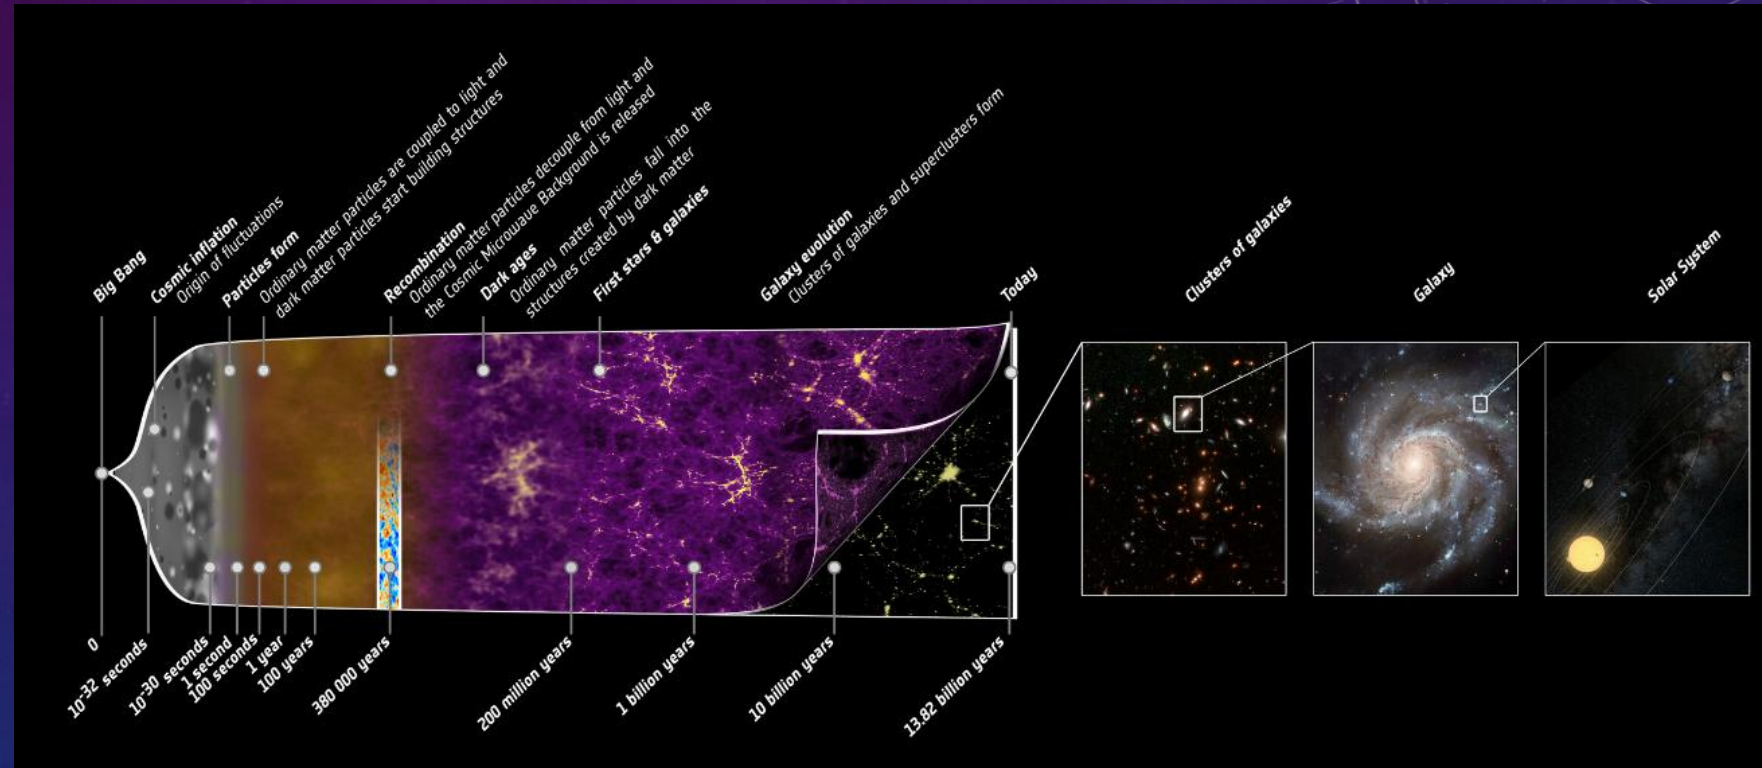 Big Bang
Cosmic inflation
Origin of fluctuations
Particles form
Ordinary matter particles are coupled to light and
dark matter particles start building structures
Recombination
Ordinary matter particles decouple from light and
the Cosmic Microwave Background is released
Dark ages
Ordinary matter particles fall into the
structures created by dark matter
First stars & galaxies
Galaxy evolution
Clusters of galaxies and superclusters form
Today
Clusters of galaxies
Galaxy
Solar System
0
10-32 seconds
10-30 seconds
1 second
100 seconds
1 year
100 years
380 000 years
200 million years
1 billion years
10 billion years
13.82 billion years